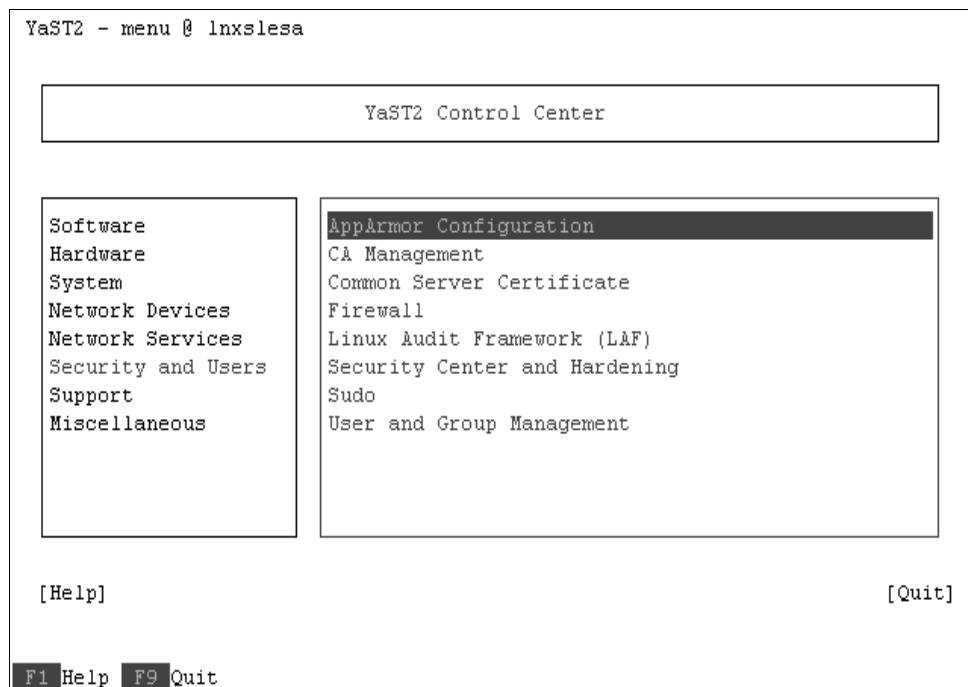 YaST2 - menu @ lnxslesa
YaST2 Control Center
Software
Hardware
System
Network Devices
Network Services
Security and Users
Support
Miscellaneous
AppArmor Configuration
CA Management
Common Server Certificate
Firewall
Linux Audit Framework (LAF)
Security Center and Hardening
Sudo
User and Group Management
[Help] [Quit]
F1 Help F9 Quit